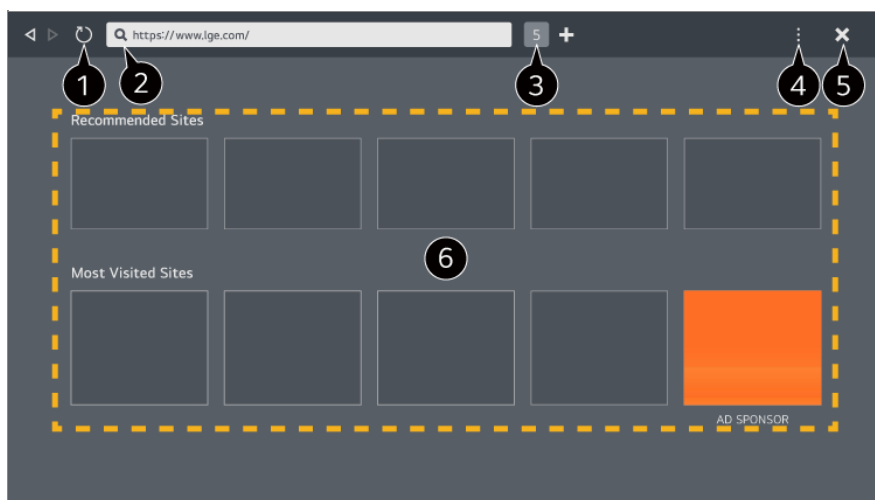 https://www.lge.com/ 5
1 2 3 4 5
Recommended Sites
6
Most Visited Sites
AD SPONSOR